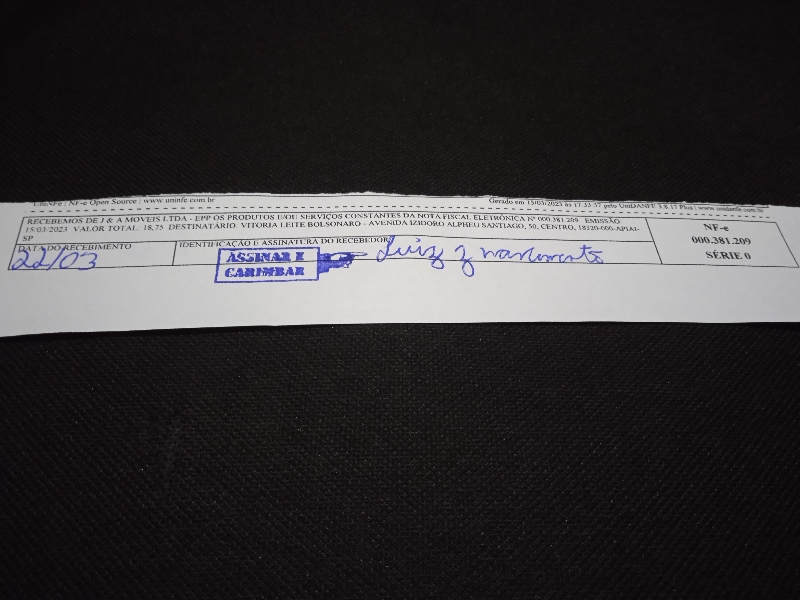 UniNFe | NF-e Open Source | www.uninfe.com.br
Gerado em 15/03/2023 às 17:33:37 pelo UniDANFE 3.8.17 Plus | www.unidanfe.com.br
RECEBEMOS DE J & A MOVEIS LTDA - EPP OS PRODUTOS E/OU SERVIÇOS CONSTANTES DA NOTA FISCAL ELETRÔNICA Nº 000.381.209 EMISSÃO
15/03/2023 VALOR TOTAL 18,75 DESTINATÁRIO VITORIA LEITE BOLSONARO - AVENIDA IZIDORO ALPHEU SANTIAGO, 50, CENTRO, 18320-000-APIAI-
SP
DATA DO RECEBIMENTO
22/03
IDENTIFICAÇÃO E ASSINATURA DO RECEBEDOR
ASSINAR E
CARIMBAR
Luiz
NF-e
000.381.209
SÉRIE 0